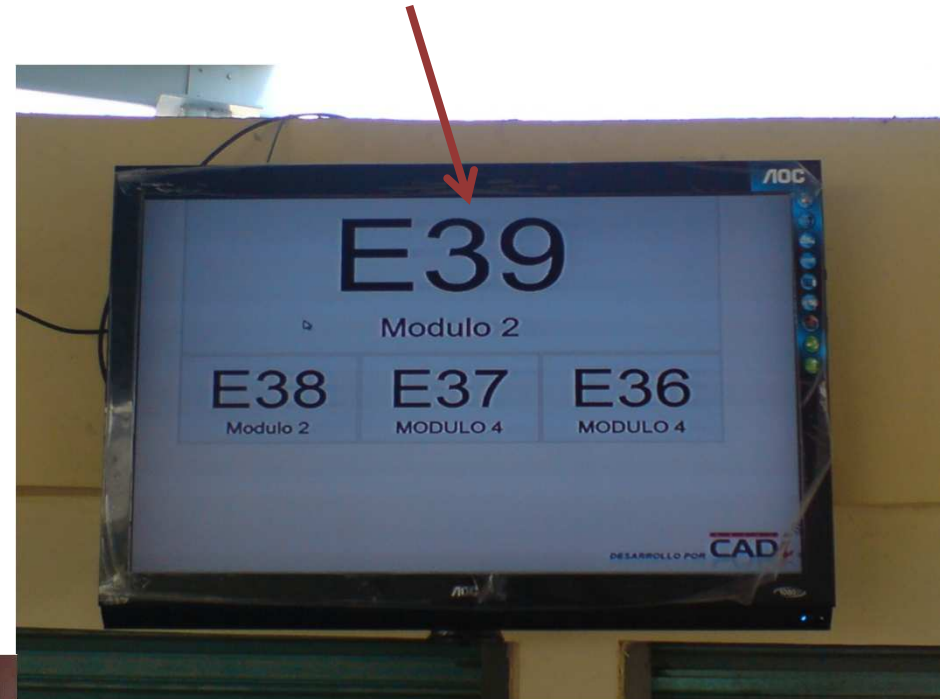 AOC
E39
Modulo 2
E38 E37 E36
Modulo 2 MODULO 4 MODULO 4
DESARROLLO POR CAD
AOC